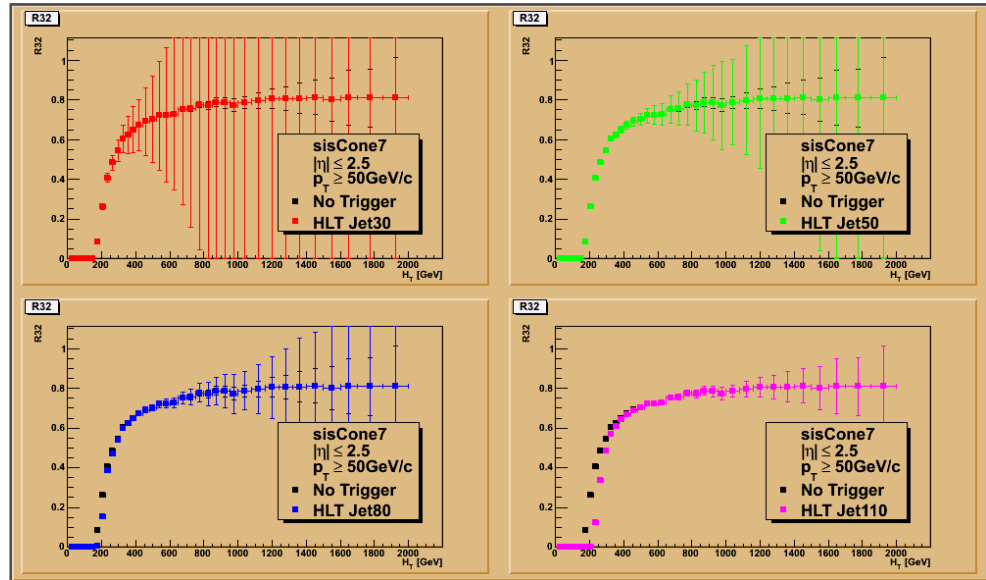 R32
R32
1
0.8
0.6
0.4
0.2
0
sisCone7
|η| ≤ 2.5
p_T ≥ 50GeV/c
No Trigger
HLT Jet30
0 200 400 600 800 1000 1200 1400 1600 1800 2000
H_T [GeV]
R32
R32
1
0.8
0.6
0.4
0.2
0
sisCone7
|η| ≤ 2.5
p_T ≥ 50GeV/c
No Trigger
HLT Jet50
0 200 400 600 800 1000 1200 1400 1600 1800 2000
H_T [GeV]
R32
R32
1
0.8
0.6
0.4
0.2
0
sisCone7
|η| ≤ 2.5
p_T ≥ 50GeV/c
No Trigger
HLT Jet80
0 200 400 600 800 1000 1200 1400 1600 1800 2000
H_T [GeV]
R32
R32
1
0.8
0.6
0.4
0.2
0
sisCone7
|η| ≤ 2.5
p_T ≥ 50GeV/c
No Trigger
HLT Jet110
0 200 400 600 800 1000 1200 1400 1600 1800 2000
H_T [GeV]